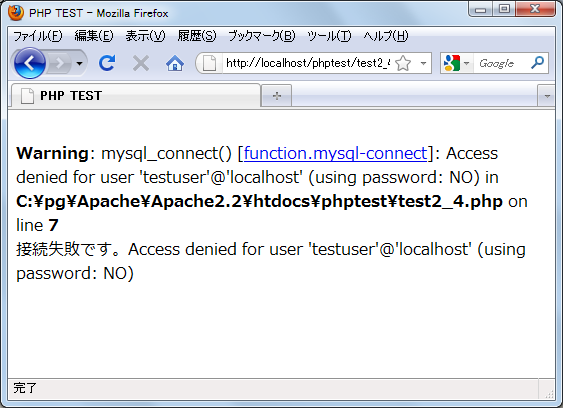 PHP TEST - Mozilla Firefox
ファイル(F) 編集(E) 表示(V) 履歴(S) ブックマーク(B) ツール(T) ヘルプ(H)
http://localhost/phptest/test2_4 Google
PHP TEST
Warning: mysql_connect() [function.mysql-connect]: Access
denied for user 'testuser'@'localhost' (using password: NO) in
C:¥pg¥Apache¥Apache2.2¥htdocs¥phptest¥test2_4.php on
line 7
接続失敗です。Access denied for user 'testuser'@'localhost' (using
password: NO)
完了